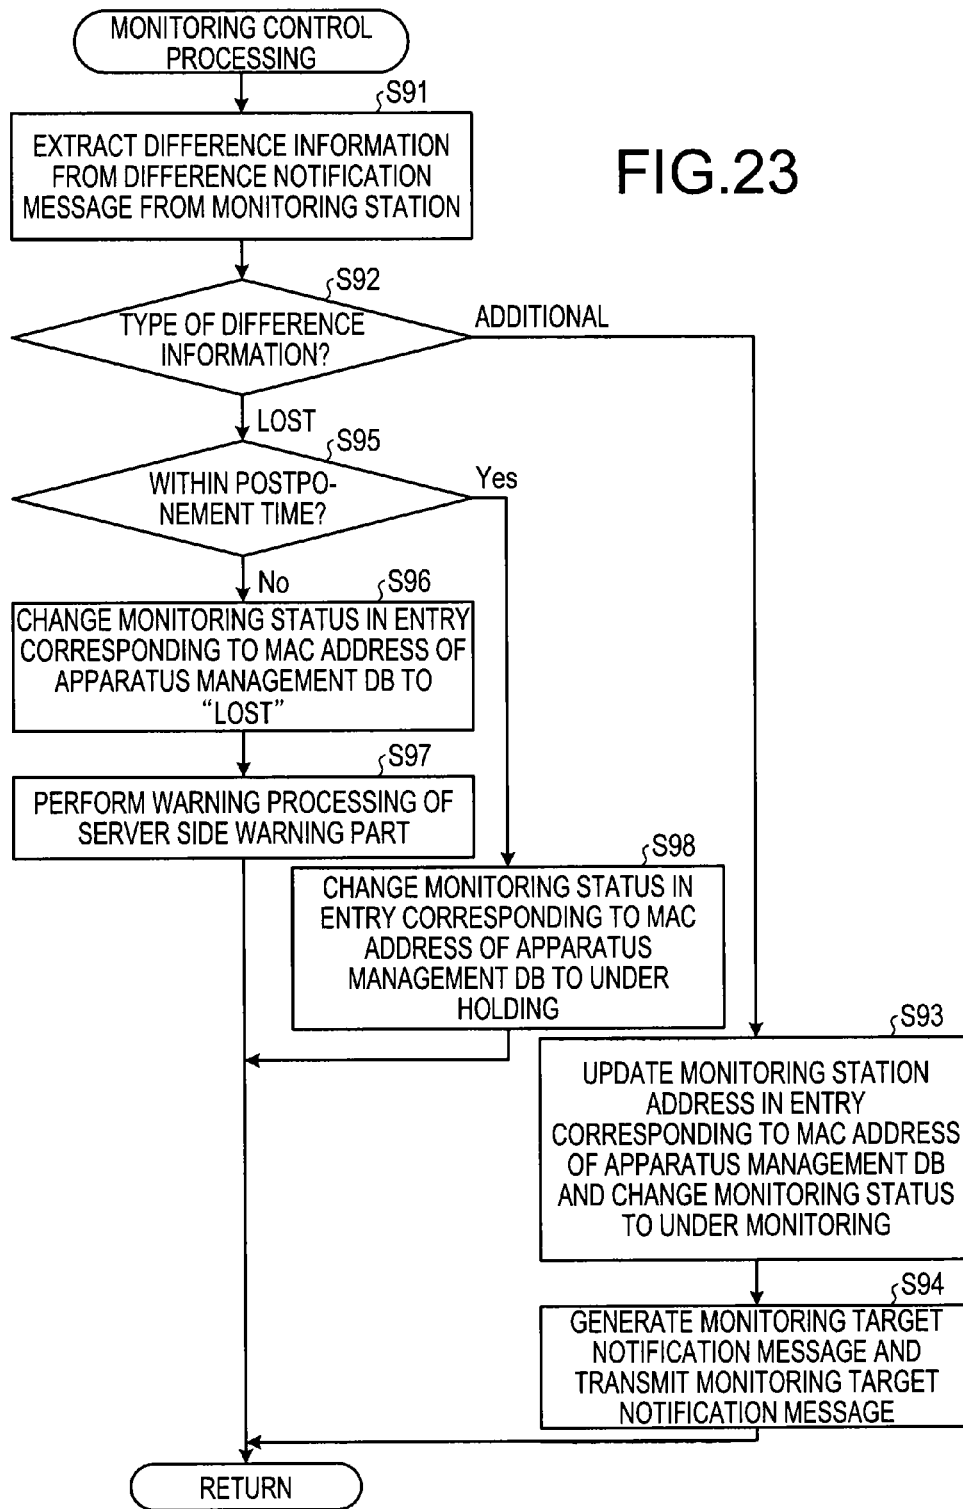 MONITORING CONTROL
PROCESSING
S91
EXTRACT DIFFERENCE INFORMATION
FROM DIFFERENCE NOTIFICATION
MESSAGE FROM MONITORING STATION
FIG.23
S92
TYPE OF DIFFERENCE
INFORMATION?
ADDITIONAL
LOST
S95
WITHIN POSTPO-
NEMENT TIME?
Yes
No
S96
CHANGE MONITORING STATUS IN ENTRY
CORRESPONDING TO MAC ADDRESS OF
APPARATUS MANAGEMENT DB TO
“LOST”
S97
PERFORM WARNING PROCESSING OF
SERVER SIDE WARNING PART
S98
CHANGE MONITORING STATUS IN
ENTRY CORRESPONDING TO MAC
ADDRESS OF APPARATUS
MANAGEMENT DB TO UNDER
HOLDING
S93
UPDATE MONITORING STATION
ADDRESS IN ENTRY
CORRESPONDING TO MAC ADDRESS
OF APPARATUS MANAGEMENT DB
AND CHANGE MONITORING STATUS
TO UNDER MONITORING
S94
GENERATE MONITORING TARGET
NOTIFICATION MESSAGE AND
TRANSMIT MONITORING TARGET
NOTIFICATION MESSAGE
RETURN